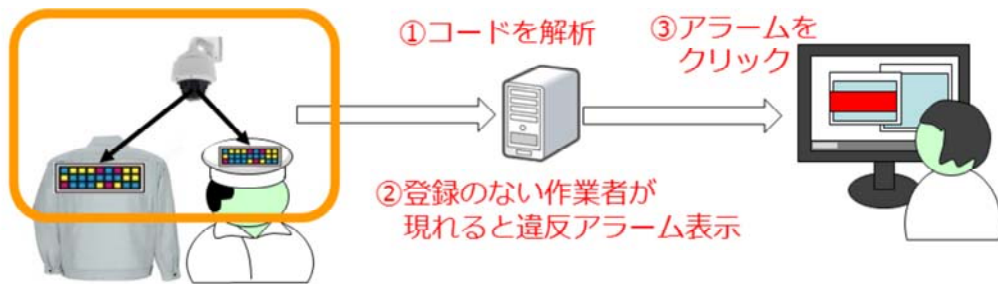 ①コードを解析
③アラームを
クリック
②登録のない作業者が
現れると違反アラーム表示